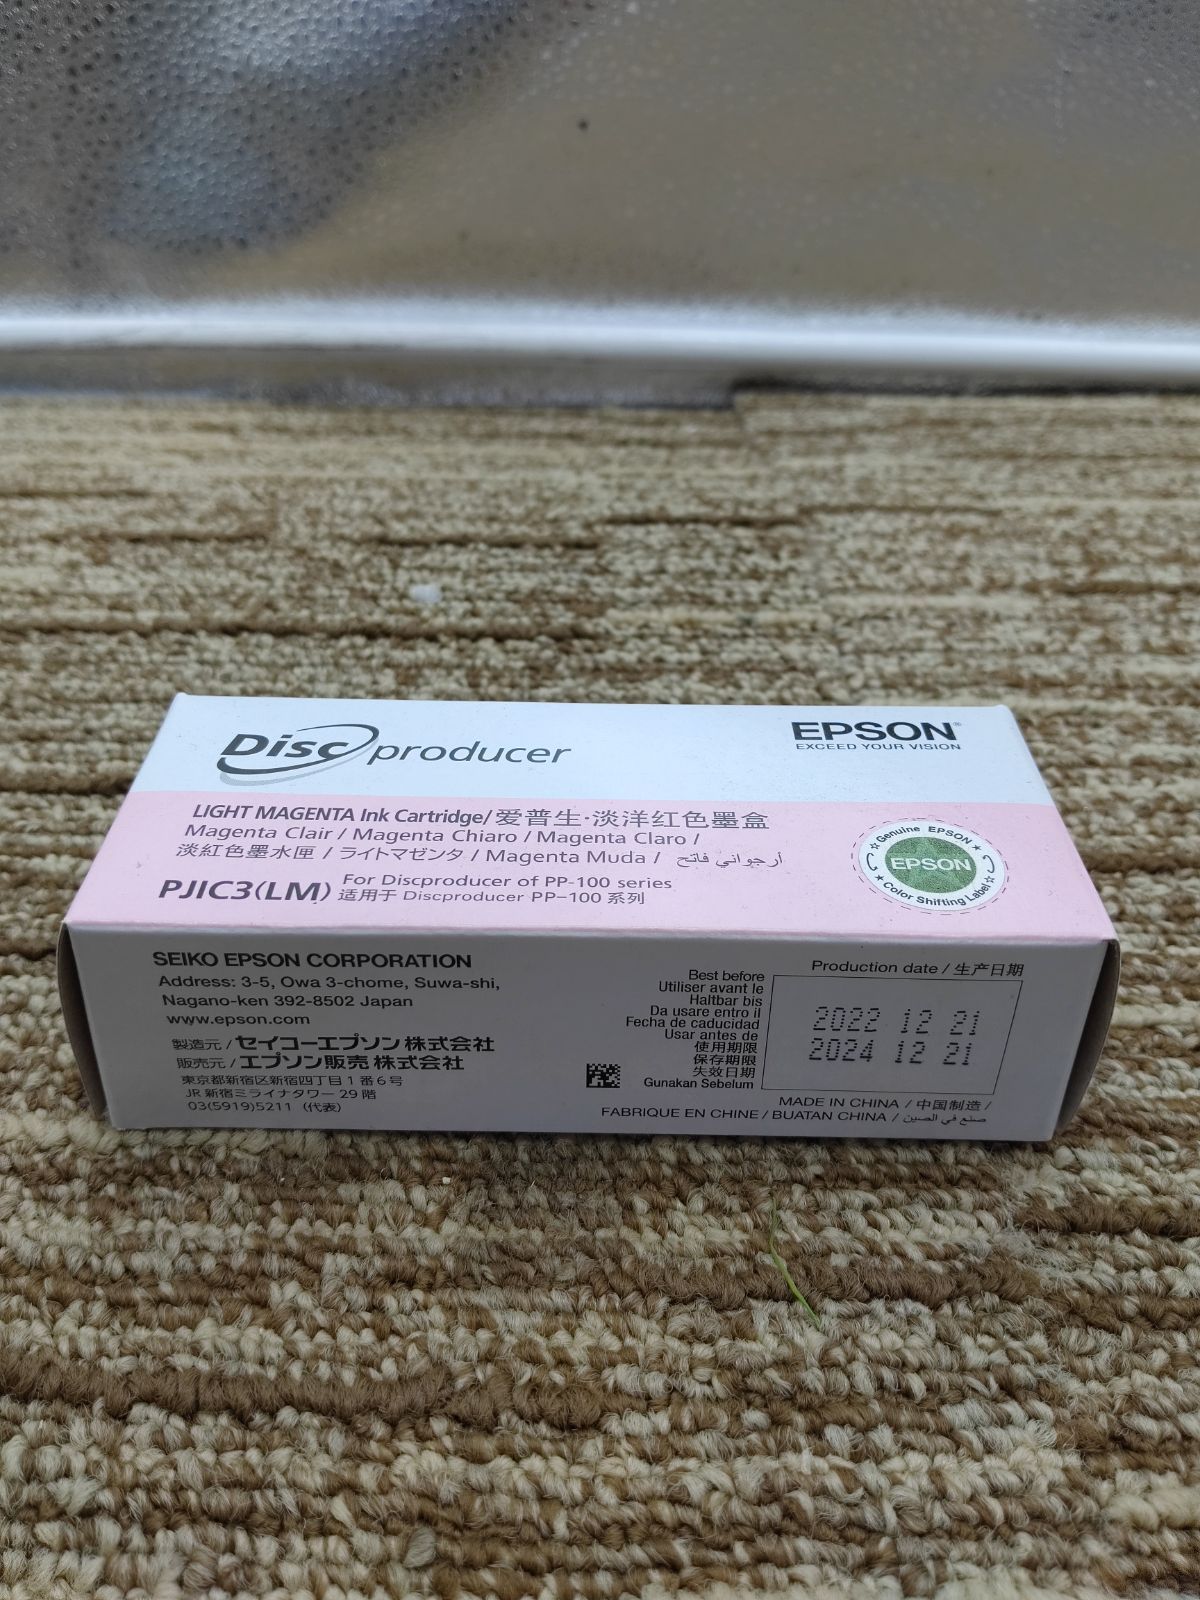 Disc producer
EPSON®
EXCEED YOUR VISION
LIGHT MAGENTA Ink Cartridge/爱普生·淡洋红色墨盒
Magenta Clair / Magenta Chiaro / Magenta Claro /
淡紅色墨水匣 / ライトマゼンタ / Magenta Muda / أرجواني فاتح
PJIC3(LM) For Discproducer of PP-100 series
适用于 Discproducer PP-100 系列
Genuine EPSON
EPSON
Color Shifting Label
SEIKO EPSON CORPORATION
Address: 3-5, Owa 3-chome, Suwa-shi,
Nagano-ken 392-8502 Japan
www.epson.com
製造元 / セイコーエプソン 株式会社
販売元 / エプソン販売 株式会社
東京都新宿区新宿四丁目1番6号
JR 新宿ミライナタワー 29 階
03(5919)5211 (代表)
Best before
Utiliser avant le
Haltbar bis
Da usare entro il
Fecha de caducidad
Usar antes de
使用期限
保存期限
失效日期
Gunakan Sebelum
Production date / 生产日期
2022 12 21
2024 12 21
MADE IN CHINA / 中国制造 /
FABRIQUE EN CHINE / BUATAN CHINA / صنع في الصين